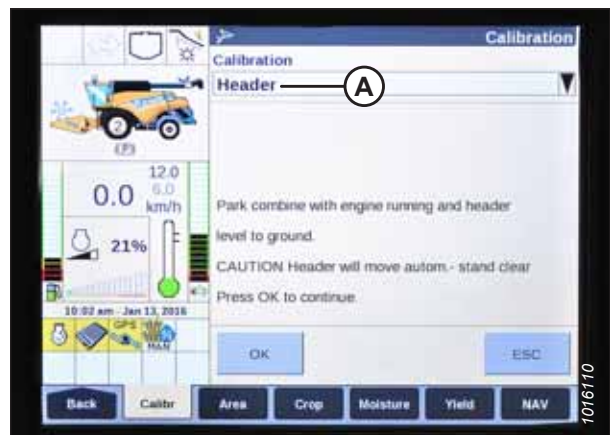 Calibration
Calibration
Header
A
2
(P)
12.0
6.0
0.0 km/h
21%
Park combine with engine running and header
level to ground.
CAUTION Header will move autom.- stand clear
Press OK to continue
10:02 am Jan 13, 2016
GPS
MAN
OK
ESC
Back
Calibr
Area
Crop
Moisture
Yield
NAV
1016110